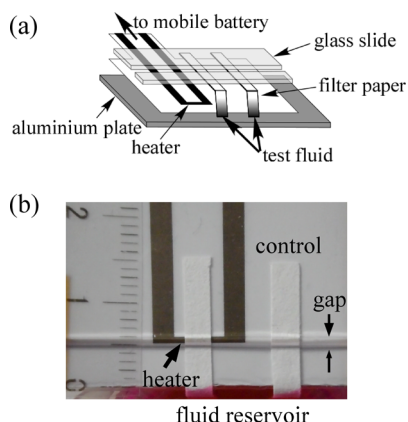 (a)
to mobile battery
glass slide
filter paper
aluminium plate
heater
test fluid
(b)
2
control
1
gap
heater
0
fluid reservoir